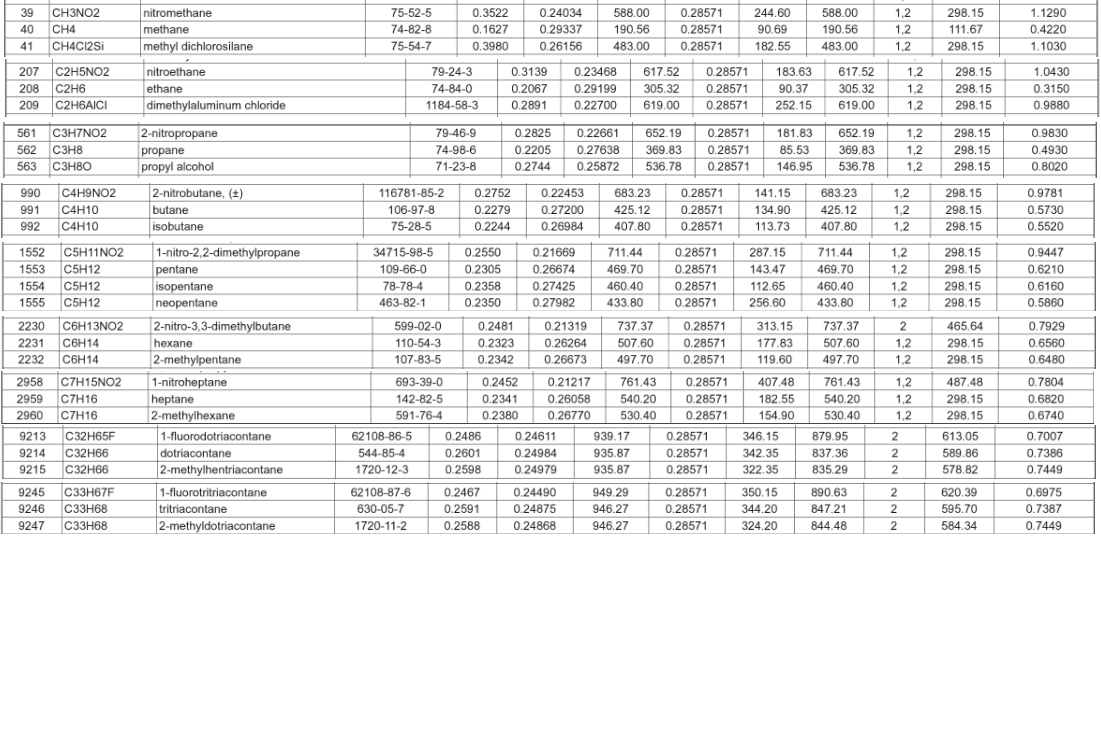 39 CH3NO2 nitromethane 75-52-5 0.3522 0.24034 588.00 0.28571 244.60 588.00 1,2 298.15 1.1290
40 CH4 methane 74-82-8 0.1627 0.29337 190.56 0.28571 90.69 190.56 1,2 111.67 0.4220
41 CH4Cl2Si methyl dichlorosilane 75-54-7 0.3980 0.26156 483.00 0.28571 182.55 483.00 1,2 298.15 1.1030
207 C2H5NO2 nitroethane 79-24-3 0.3139 0.23468 617.52 0.28571 183.63 617.52 1,2 298.15 1.0430
208 C2H6 ethane 74-84-0 0.2067 0.29199 305.32 0.28571 90.37 305.32 1,2 298.15 0.3150
209 C2H6AlCl dimethylaluminum chloride 1184-58-3 0.2891 0.22700 619.00 0.28571 252.15 619.00 1,2 298.15 0.9880
561 C3H7NO2 2-nitropropane 79-46-9 0.2825 0.22661 652.19 0.28571 181.83 652.19 1,2 298.15 0.9830
562 C3H8 propane 74-98-6 0.2205 0.27638 369.83 0.28571 85.53 369.83 1,2 298.15 0.4930
563 C3H8O propyl alcohol 71-23-8 0.2744 0.25872 536.78 0.28571 146.95 536.78 1,2 298.15 0.8020
990 C4H9NO2 2-nitrobutane, (±) 116781-85-2 0.2752 0.22453 683.23 0.28571 141.15 683.23 1,2 298.15 0.9781
991 C4H10 butane 106-97-8 0.2279 0.27200 425.12 0.28571 134.90 425.12 1,2 298.15 0.5730
992 C4H10 isobutane 75-28-5 0.2244 0.26984 407.80 0.28571 113.73 407.80 1,2 298.15 0.5520
1552 C5H11NO2 1-nitro-2,2-dimethylpropane 34715-98-5 0.2550 0.21669 711.44 0.28571 287.15 711.44 1,2 298.15 0.9447
1553 C5H12 pentane 109-66-0 0.2305 0.26674 469.70 0.28571 143.47 469.70 1,2 298.15 0.6210
1554 C5H12 isopentane 78-78-4 0.2358 0.27425 460.40 0.28571 112.65 460.40 1,2 298.15 0.6160
1555 C5H12 neopentane 463-82-1 0.2350 0.27982 433.80 0.28571 256.60 433.80 1,2 298.15 0.5860
2230 C6H13NO2 2-nitro-3,3-dimethylbutane 599-02-0 0.2481 0.21319 737.37 0.28571 313.15 737.37 2 465.64 0.7929
2231 C6H14 hexane 110-54-3 0.2323 0.26264 507.60 0.28571 177.83 507.60 1,2 298.15 0.6560
2232 C6H14 2-methylpentane 107-83-5 0.2342 0.26673 497.70 0.28571 119.60 497.70 1,2 298.15 0.6480
2958 C7H15NO2 1-nitroheptane 693-39-0 0.2452 0.21217 761.43 0.28571 407.48 761.43 1,2 487.48 0.7804
2959 C7H16 heptane 142-82-5 0.2341 0.26058 540.20 0.28571 182.55 540.20 1,2 298.15 0.6820
2960 C7H16 2-methylhexane 591-76-4 0.2380 0.26770 530.40 0.28571 154.90 530.40 1,2 298.15 0.6740
9213 C32H65F 1-fluorodotriacontane 62108-86-5 0.2486 0.24611 939.17 0.28571 346.15 879.95 2 613.05 0.7007
9214 C32H66 dotriacontane 544-85-4 0.2601 0.24984 935.87 0.28571 342.35 837.36 2 589.86 0.7386
9215 C32H66 2-methylhentriacontane 1720-12-3 0.2598 0.24979 935.87 0.28571 322.35 835.29 2 578.82 0.7449
9245 C33H67F 1-fluorotritriacontane 62108-87-6 0.2467 0.24490 949.29 0.28571 350.15 890.63 2 620.39 0.6975
9246 C33H68 tritriacontane 630-05-7 0.2591 0.24875 946.27 0.28571 344.20 847.21 2 595.70 0.7387
9247 C33H68 2-methyldotriacontane 1720-11-2 0.2588 0.24868 946.27 0.28571 324.20 844.48 2 584.34 0.7449